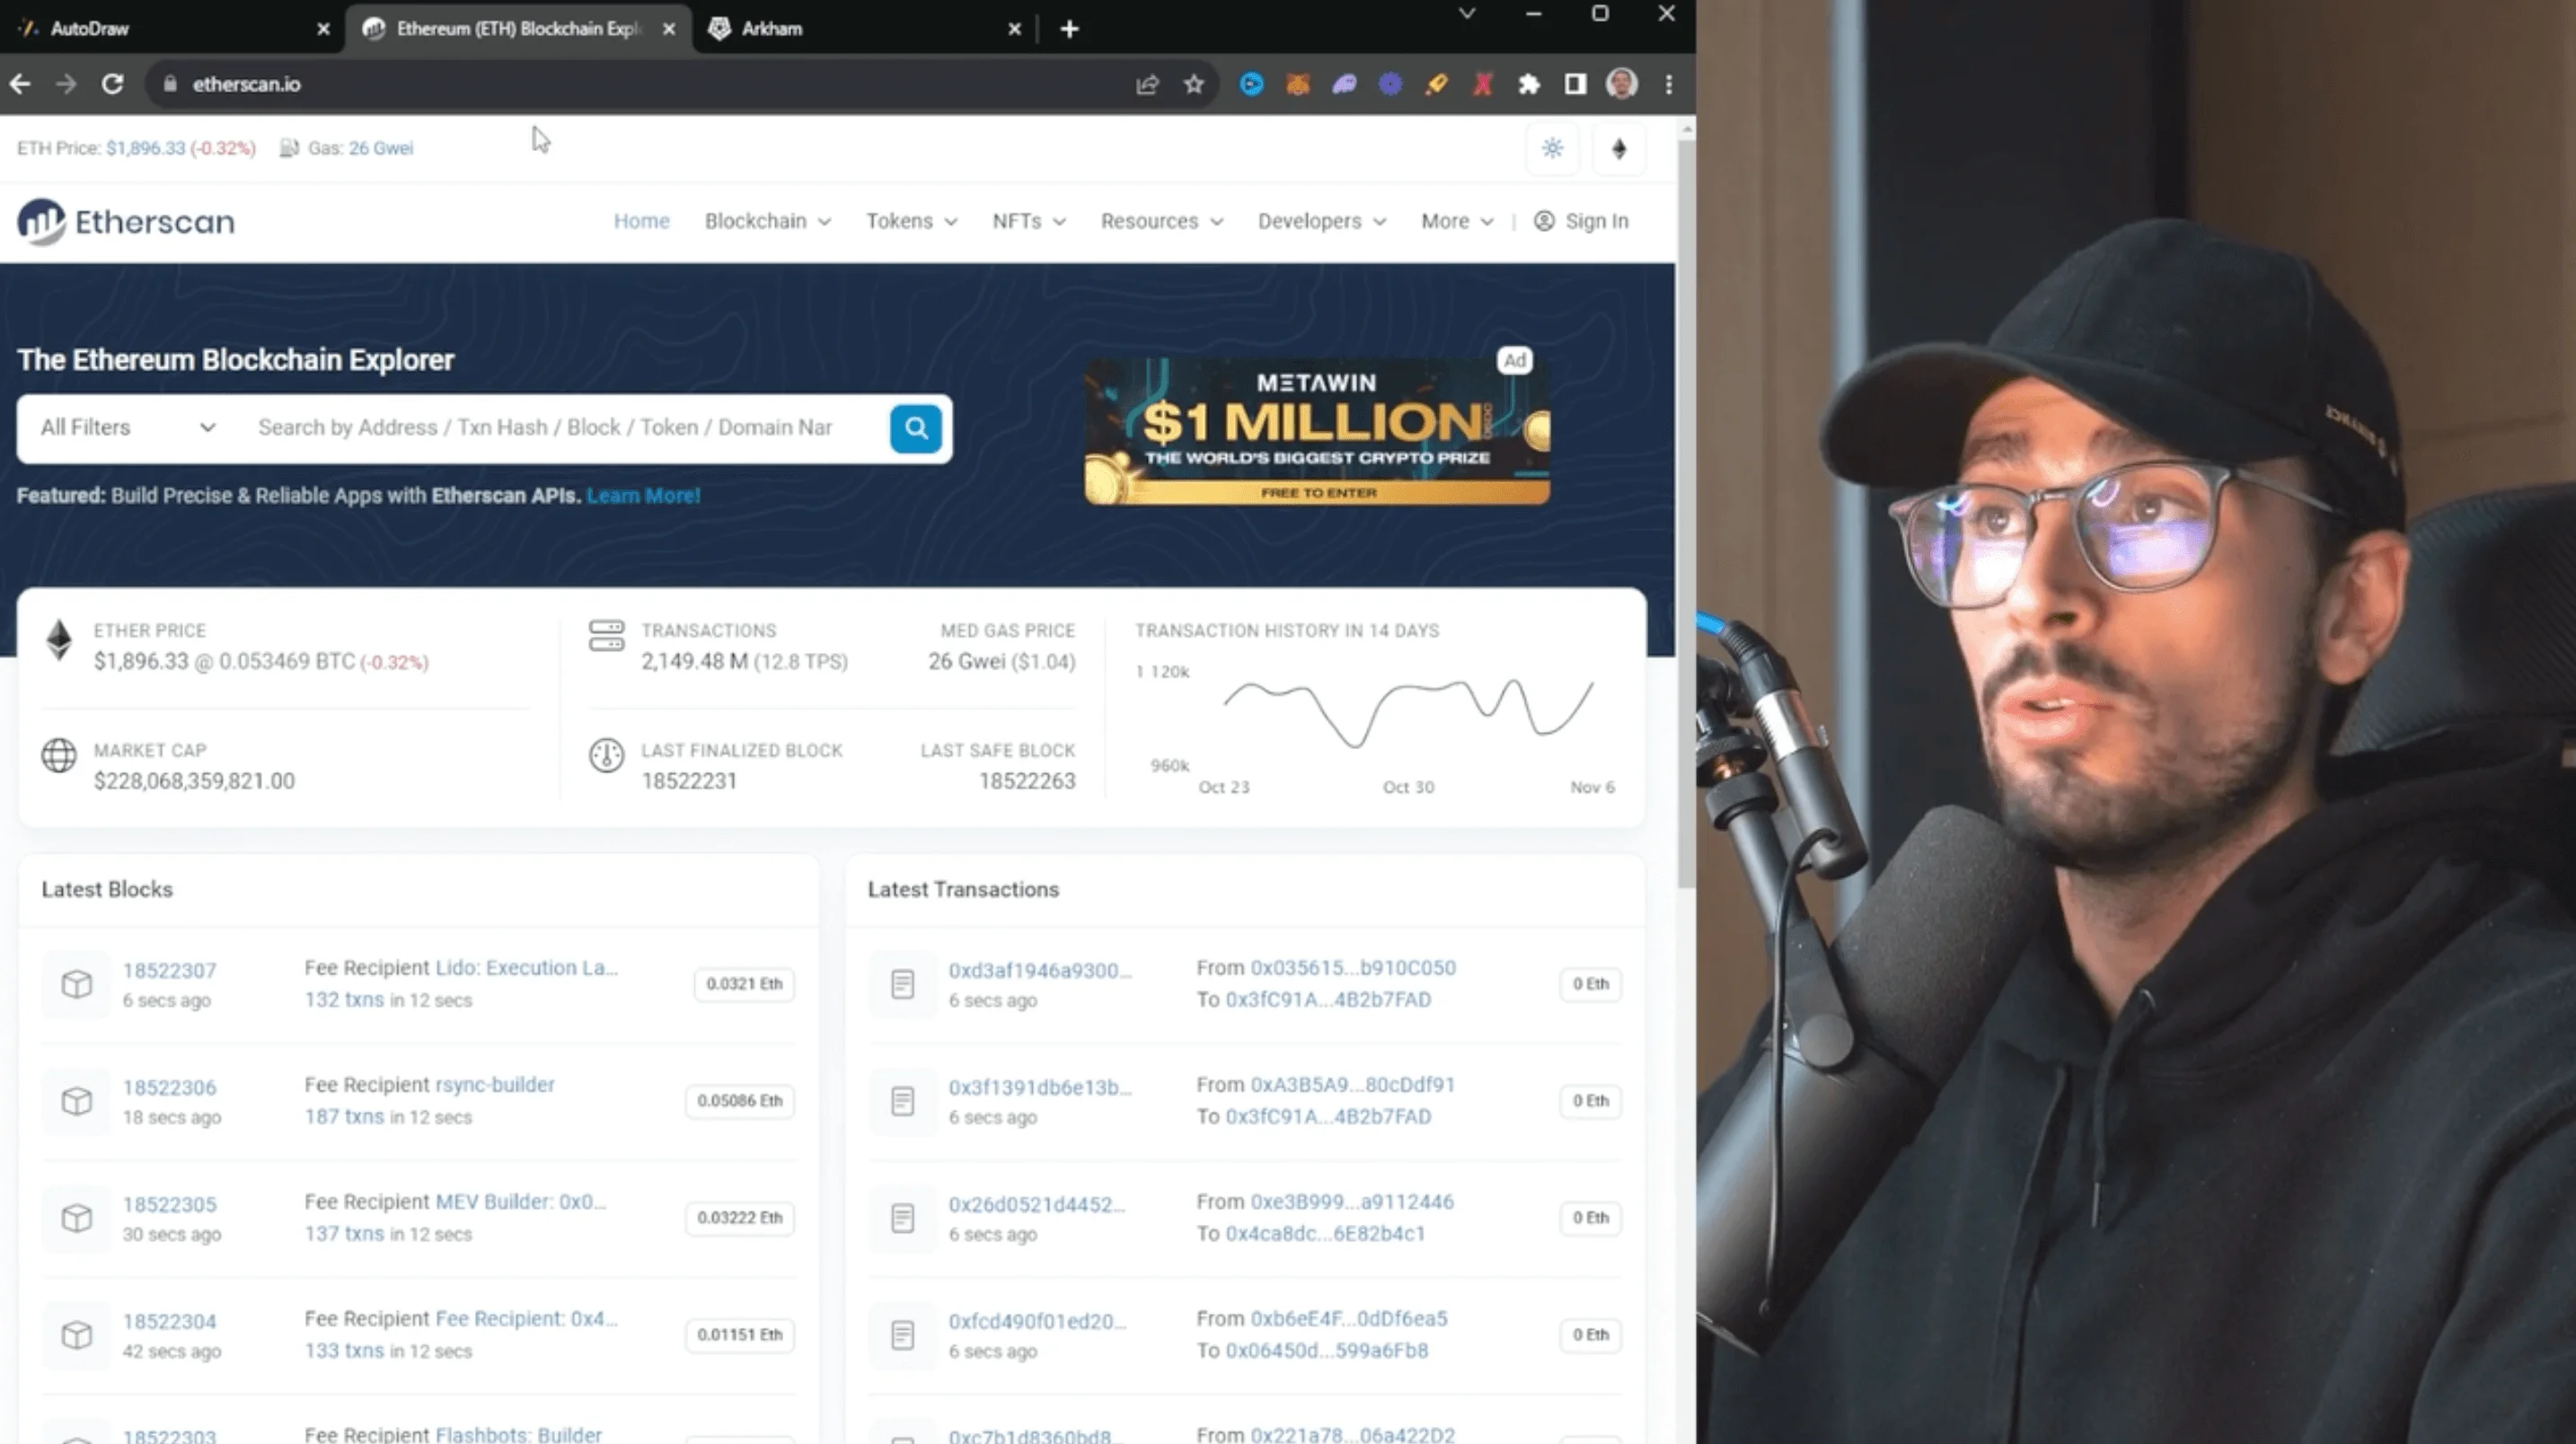 AutoDraw
Ethereum (ETH) Blockchain Expl
Arkham
etherscan.io
ETH Price: $1,896.33 (-0.32%) Gas: 26 Gwei
Etherscan
Home Blockchain Tokens NFTs Resources Developers More | Sign In
The Ethereum Blockchain Explorer
All Filters Search by Address / Txn Hash / Block / Token / Domain Nar
Featured: Build Precise & Reliable Apps with Etherscan APIs. Learn More!
Ad
METAWIN
$1 MILLION
THE WORLD'S BIGGEST CRYPTO PRIZE
FREE TO ENTER
BINANCE
ETHER PRICE
$1,896.33 @ 0.053469 BTC (-0.32%)
MARKET CAP
$228,068,359,821.00
TRANSACTIONS MED GAS PRICE
2,149.48 M (12.8 TPS) 26 Gwei ($1.04)
LAST FINALIZED BLOCK LAST SAFE BLOCK
18522231 18522263
TRANSACTION HISTORY IN 14 DAYS
1 120k
960k
Oct 23 Oct 30 Nov 6
Latest Blocks
18522307 Fee Recipient Lido: Execution La...
6 secs ago 132 txns in 12 secs
0.0321 Eth
18522306 Fee Recipient rsync-builder
18 secs ago 187 txns in 12 secs
0.05086 Eth
18522305 Fee Recipient MEV Builder: 0x0...
30 secs ago 137 txns in 12 secs
0.03222 Eth
18522304 Fee Recipient Fee Recipient: 0x4...
42 secs ago 133 txns in 12 secs
0.01151 Eth
18522303 Fee Recipient Flashbots: Builder
Latest Transactions
0xd3af1946a9300... From 0x035615...b910C050
6 secs ago To 0x3fC91A...4B2b7FAD
0 Eth
0x3f1391db6e13b... From 0xA3B5A9...80cDdf91
6 secs ago To 0x3fC91A...4B2b7FAD
0 Eth
0x26d0521d4452... From 0xe3B999...a9112446
6 secs ago To 0x4ca8dc...6E82b4c1
0 Eth
0xfcd490f01ed20... From 0xb6eE4F...0dDf6ea5
6 secs ago To 0x06450d...599a6Fb8
0 Eth
0xc7b1d8360bd8... From 0x221a78...06a422D2